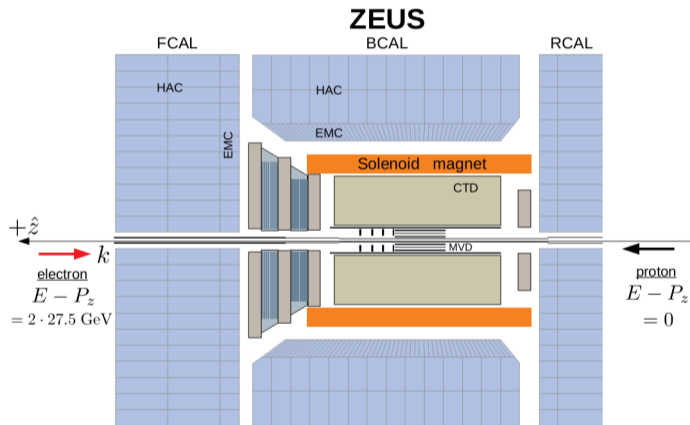 ZEUS
FCAL
BCAL
RCAL
HAC
HAC
EMC
EMC
Solenoid magnet
CTD
MVD
+ẑ
k
electron
E − P_z
= 2 · 27.5 GeV
proton
E − P_z
= 0